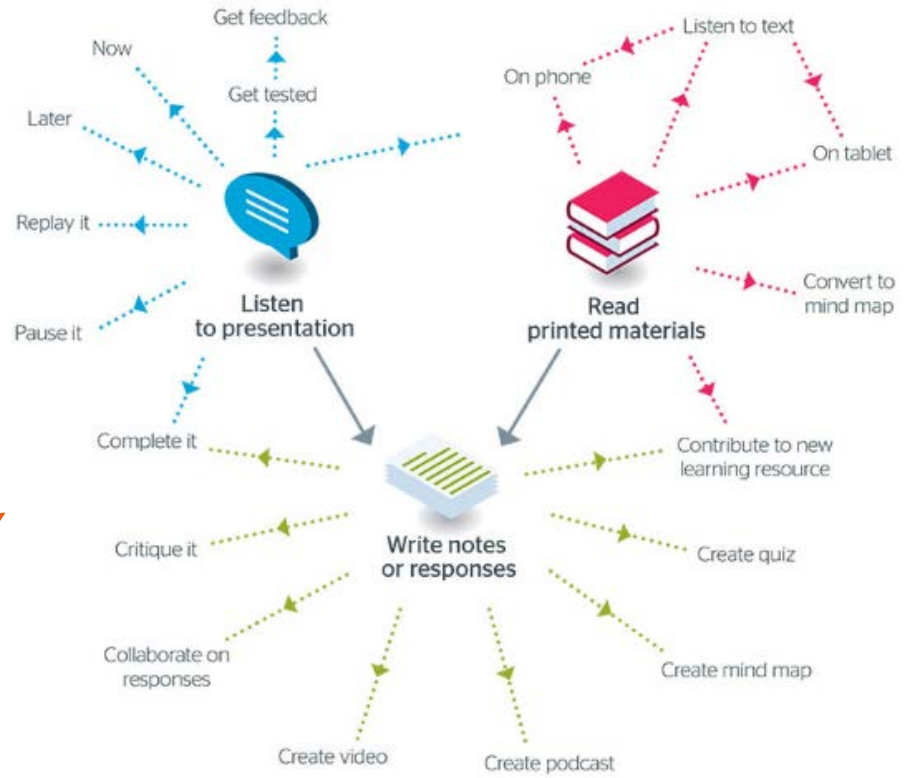 Get feedback
Listen to text
Now
On phone
Get tested
Later
On tablet
Replay it
Convert to
mind map
Listen
to presentation
Read
printed materials
Pause it
Complete it
Contribute to new
learning resource
Write notes
or responses
Critique it
Create quiz
Collaborate on
responses
Create mind map
Create video
Create podcast